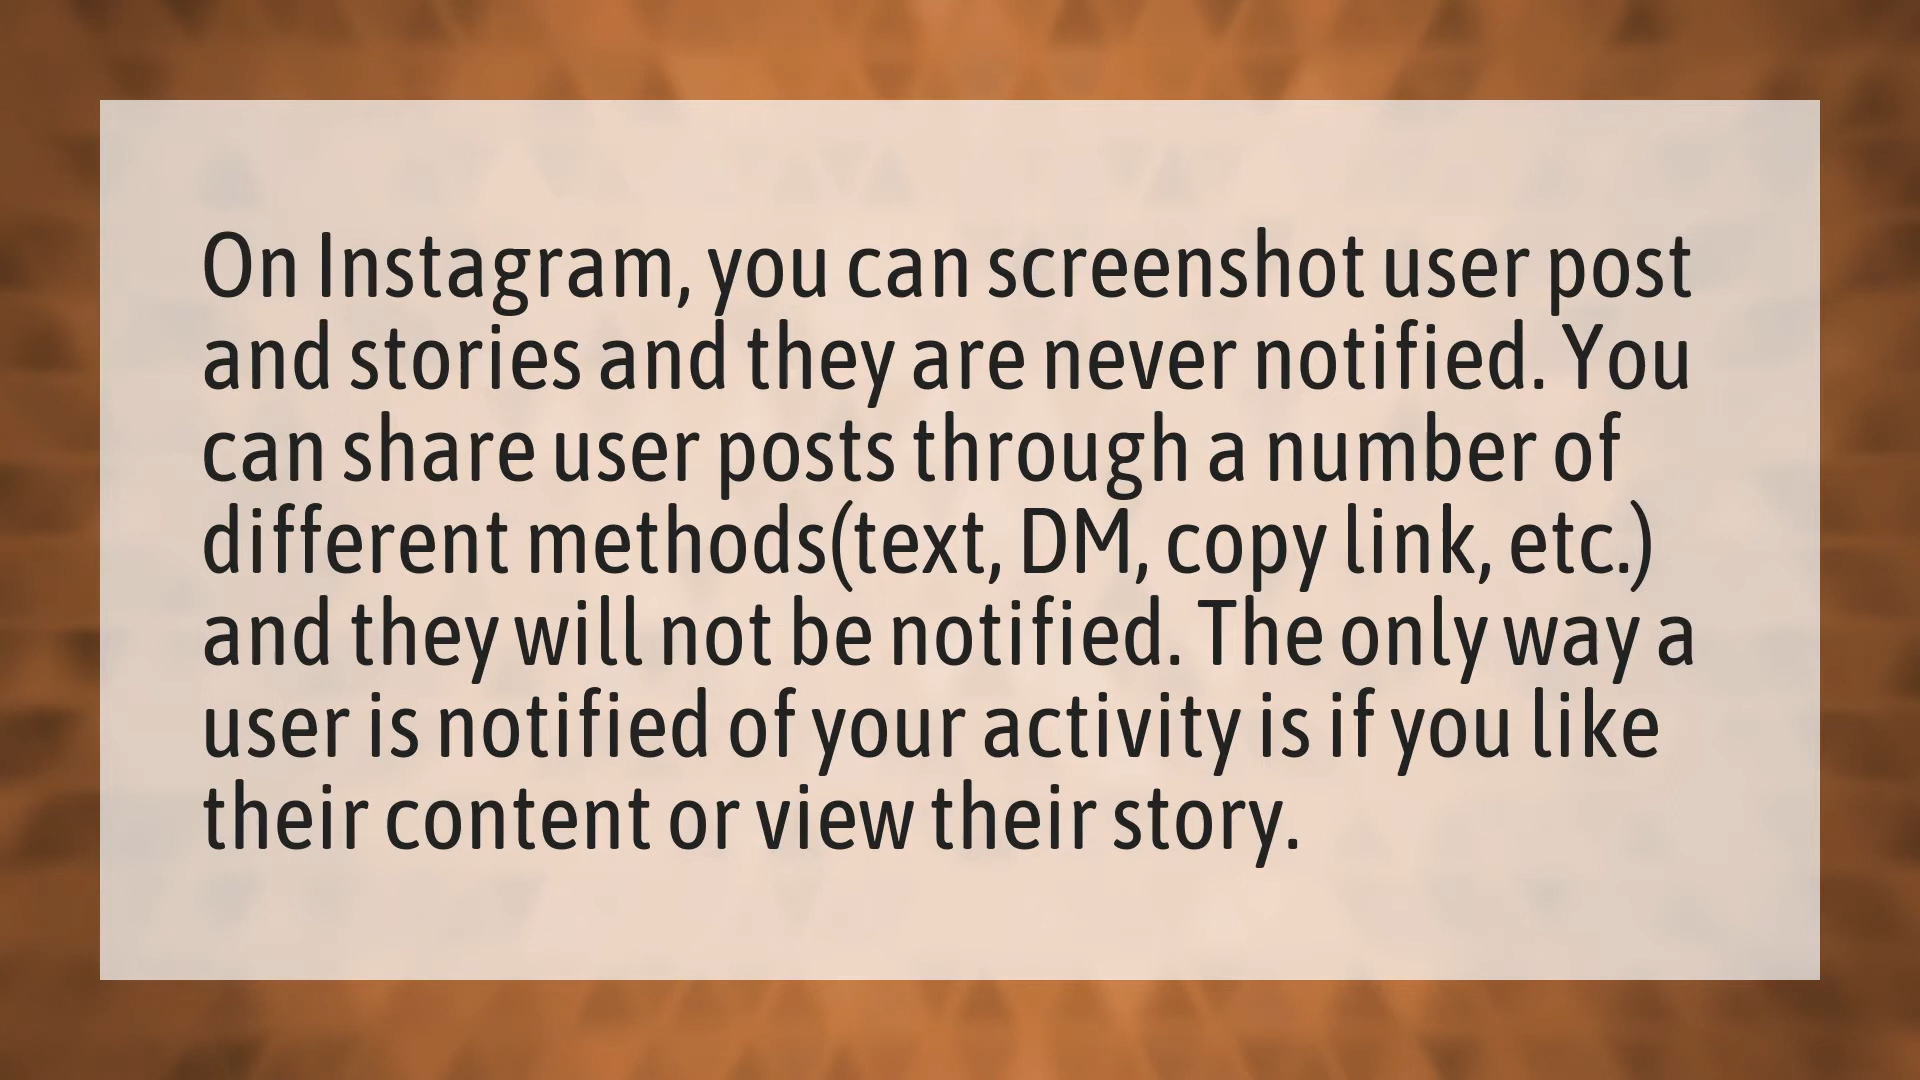 On Instagram, you can screenshot user post
and stories and they are never notified. You
can share user posts through a number of
different methods(text, DM, copy link, etc.)
and they will not be notified. The only way a
user is notified of your activity is if you like
their content or view their story.